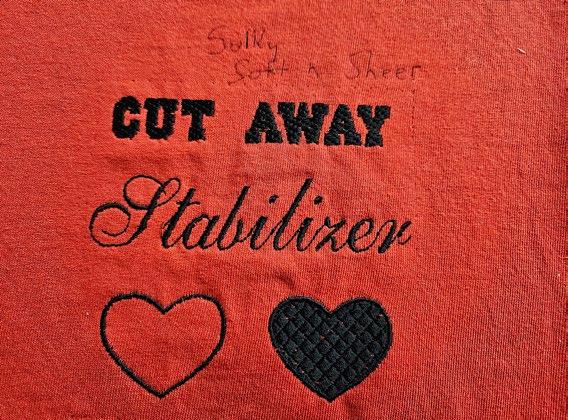 Sulky
Soft n Sheer
CUT AWAY
Stabilizer